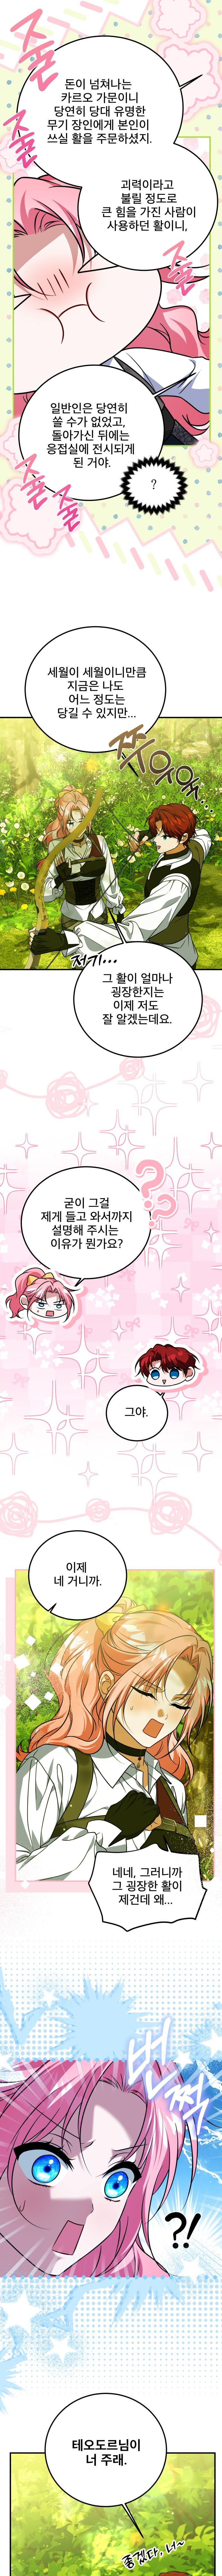 주욱
돈이 넘쳐나는
카르오 가문이니
당연히 당대 유명한
무기 장인에게 본인이
쓰실 활을 주문하셨지.
주욱
괴력이라고
불릴 정도로
큰 힘을 가진 사람이
사용하던 활이니,
주욱
일반인은 당연히
쓸 수가 없었고,
돌아가신 뒤에는
응접실에 전시되게
된 거야.
?
주욱
주욱
세월이 세월이니만큼
지금은 나도
어느 정도는
당길 수 있지만...
저기...
그 활이 얼마나
굉장한지는
이제 저도
잘 알겠는데요.
??
굳이 그걸
제게 들고 와서까지
설명해 주시는
이유가 뭔가요?
그야.
이제
네 거니까.
네네, 그러니까
그 굉장한 활이
제건데 왜...
번쩍
?!
테오도르님이
너 주래.
좋겠다, 너~